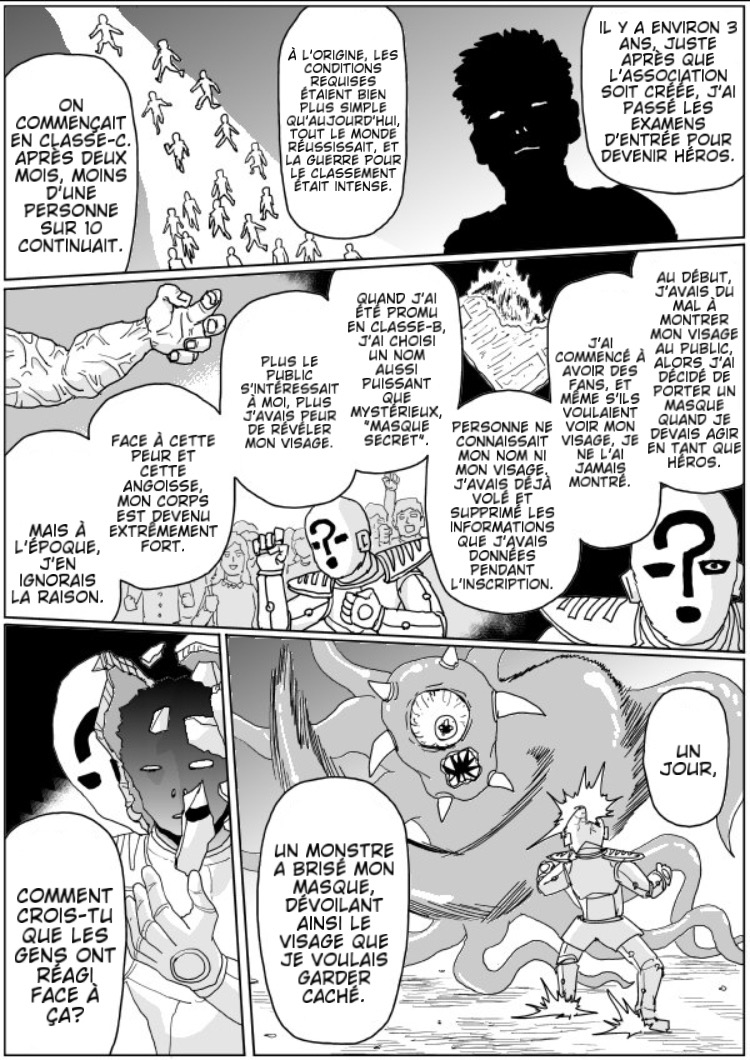 IL Y A ENVIRON 3
ANS, JUSTE
APRÈS QUE
L'ASSOCIATION
SOIT CRÉÉE, J'AI
PASSÉ LES
EXAMENS
D'ENTRÉE POUR
DEVENIR HÉROS.
À L'ORIGINE, LES
CONDITIONS
REQUISES
ÉTAIENT BIEN
PLUS SIMPLE
QU'AUJOURD'HUI,
TOUT LE MONDE
RÉUSSISSAIT, ET
LA GUERRE POUR
LE CLASSEMENT
ÉTAIT INTENSE.
ON
COMMENÇAIT
EN CLASSE-C.
APRÈS DEUX
MOIS, MOINS
D'UNE
PERSONNE
SUR 10
CONTINUAIT.
AU DÉBUT,
J'AVAIS DU
MAL À
MONTRER
MON VISAGE
AU PUBLIC,
ALORS J'AI
DÉCIDÉ DE
PORTER UN
MASQUE
QUAND JE
DEVAIS AGIR
EN TANT QUE
HÉROS.
J'AI
COMMENCÉ À
AVOIR DES
FANS, ET
MÊME S'ILS
VOULAIENT
VOIR MON
VISAGE, JE
NE L'AI
JAMAIS
MONTRÉ.
PERSONNE NE
CONNAISSAIT
MON NOM NI
MON VISAGE,
J'AVAIS DÉJÀ
VOLÉ ET
SUPPRIMÉ LES
INFORMATIONS
QUE J'AVAIS
DONNÉES
PENDANT
L'INSCRIPTION.
QUAND J'AI
ÉTÉ PROMU
EN CLASSE-B,
J'AI CHOISI
UN NOM
AUSSI
PUISSANT
QUE
MYSTÉRIEUX,
"MASQUE
SECRET".
PLUS LE
PUBLIC
S'INTÉRESSAIT
À MOI, PLUS
J'AVAIS PEUR
DE RÉVÉLER
MON VISAGE.
FACE À CETTE
PEUR ET
CETTE
ANGOISSE,
MON CORPS
EST DEVENU
EXTRÊMEMENT
FORT.
MAIS À
L'ÉPOQUE,
J'EN
IGNORAIS
LA RAISON.
UN
JOUR,
UN MONSTRE
A BRISÉ MON
MASQUE,
DÉVOILANT
AINSI LE
VISAGE QUE
JE VOULAIS
GARDER
CACHÉ.
COMMENT
CROIS-TU
QUE LES
GENS ONT
RÉAGI
FACE À
ÇA?